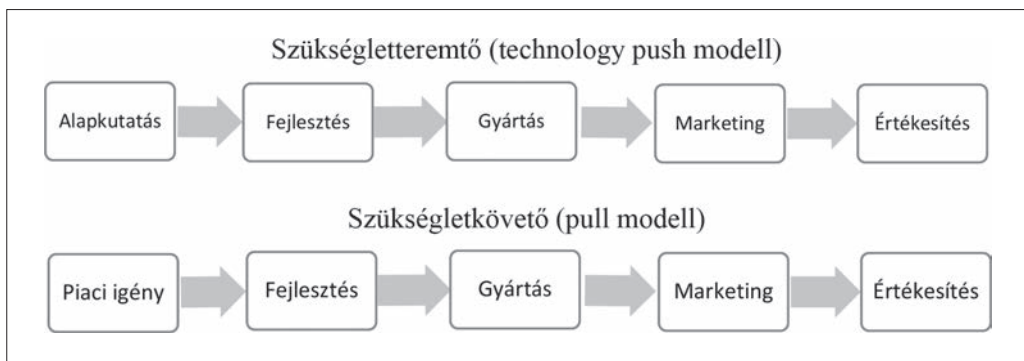 Szükségletteremtő (technology push modell)
Alapkutatás Fejlesztés Gyártás Marketing Értékesítés
Szükségletkövető (pull modell)
Piaci igény Fejlesztés Gyártás Marketing Értékesítés